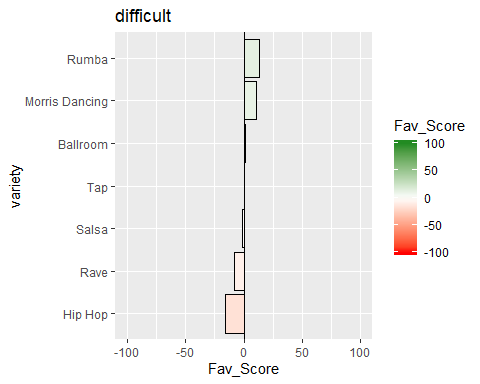 difficult
Rumba
Morris Dancing
Ballroom
Tap
Salsa
Rave
Hip Hop
variety
-100 -50 0 50 100
Fav_Score
Fav_Score
100
50
0
-50
-100